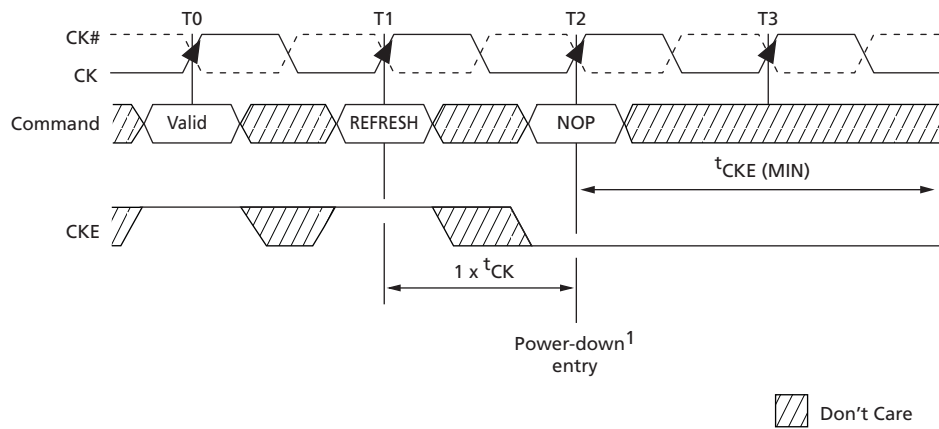 T0 T1 T2 T3
CK#
CK
Command Valid REFRESH NOP
tCKE (MIN)
CKE
1 x tCK
Power-down1
entry
Don't Care